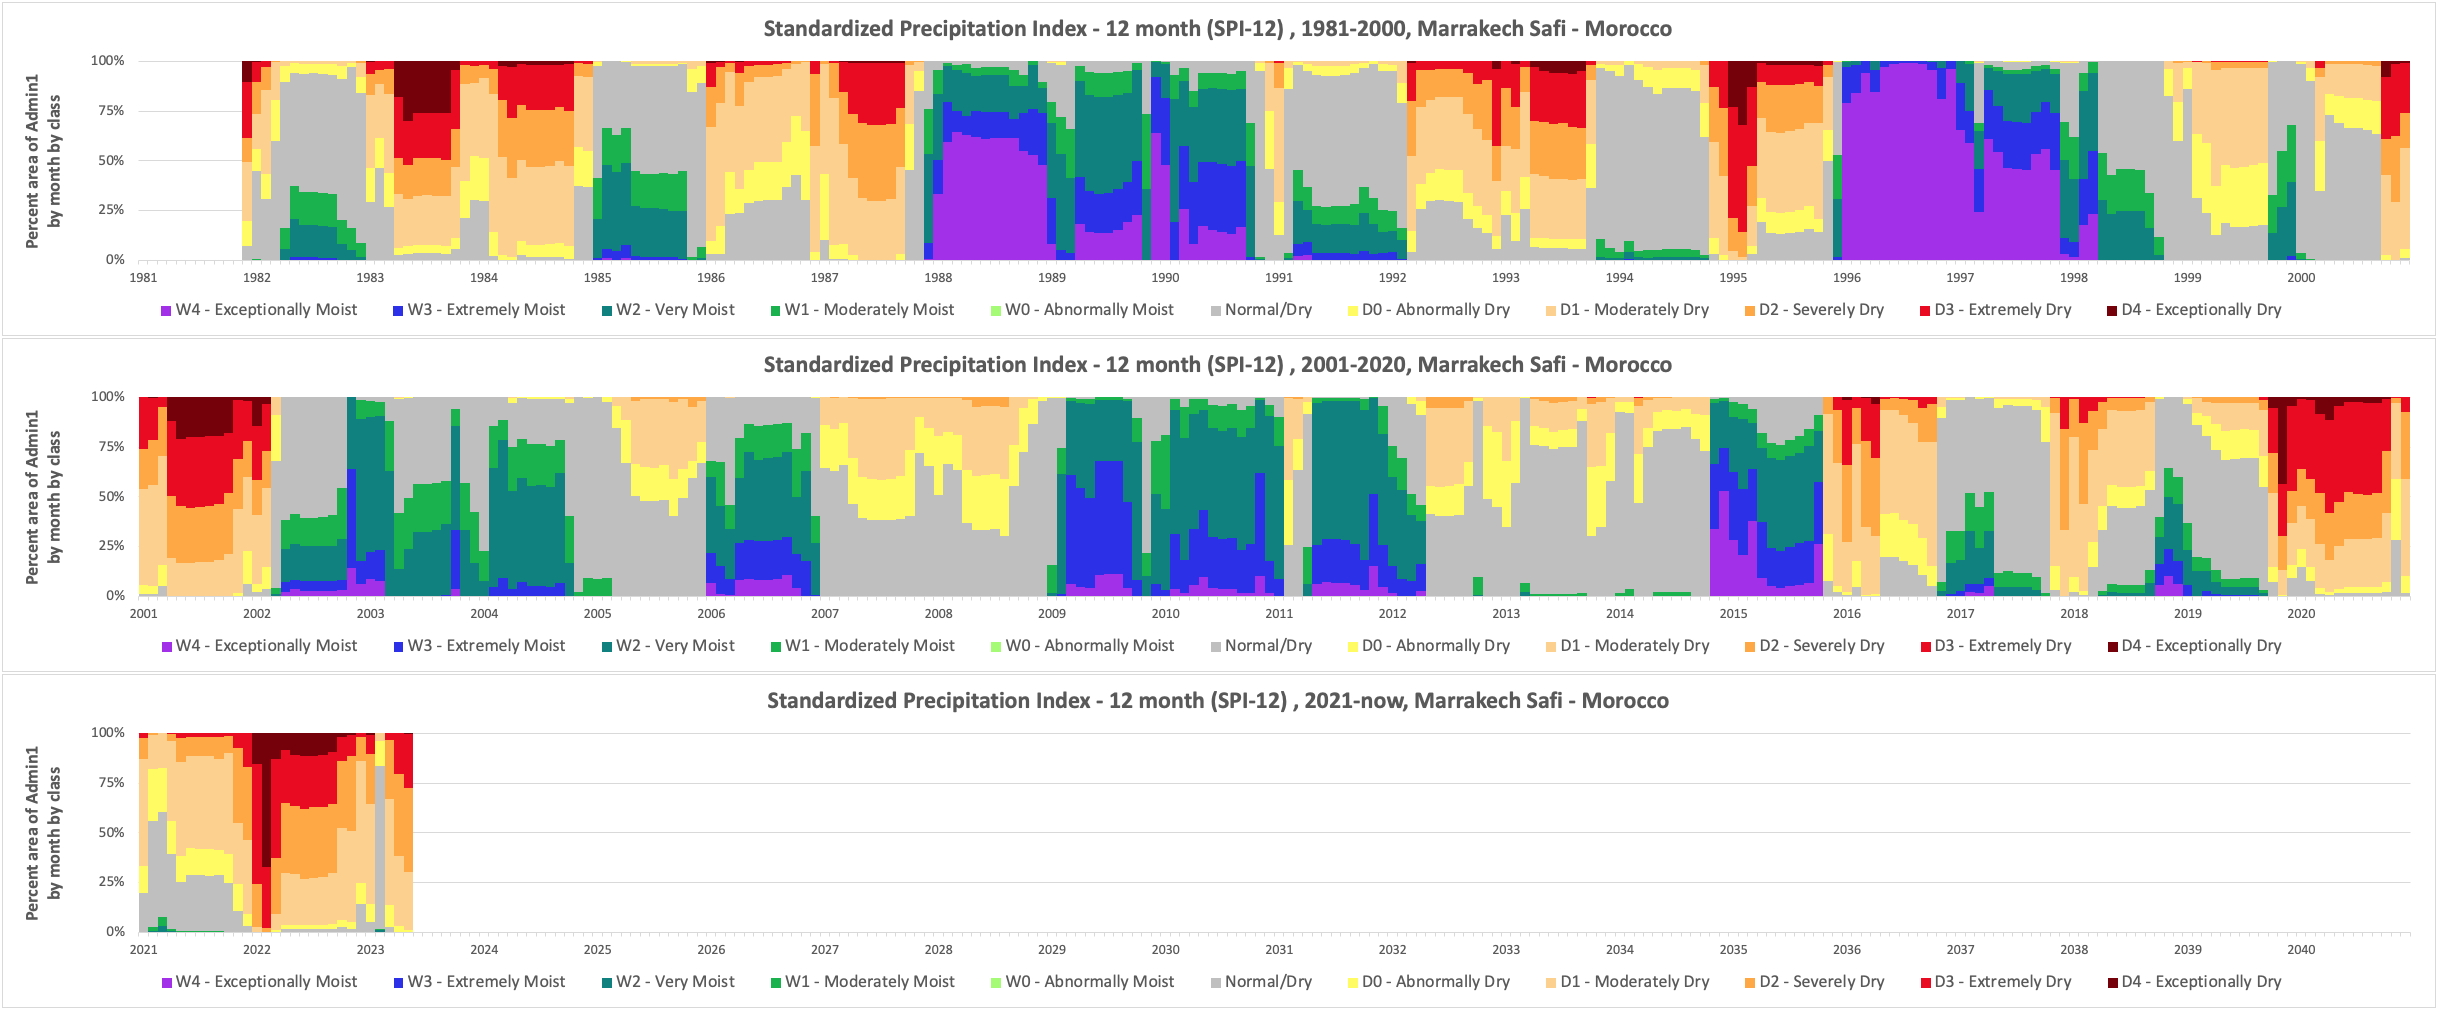 Standardized Precipitation Index - 12 month (SPI-12) , 1981-2000, Marrakech Safi - Morocco
Percent area of Admin1
by month by class
100%
75%
50%
25%
0%
1981 1982 1983 1984 1985 1986 1987 1988 1989 1990 1991 1992 1993 1994 1995 1996 1997 1998 1999 2000
W4 - Exceptionally Moist W3 - Extremely Moist W2 - Very Moist W1 - Moderately Moist W0 - Abnormally Moist Normal/Dry D0 - Abnormally Dry D1 - Moderately Dry D2 - Severely Dry D3 - Extremely Dry D4 - Exceptionally Dry
Standardized Precipitation Index - 12 month (SPI-12) , 2001-2020, Marrakech Safi - Morocco
Percent area of Admin1
by month by class
100%
75%
50%
25%
0%
2001 2002 2003 2004 2005 2006 2007 2008 2009 2010 2011 2012 2013 2014 2015 2016 2017 2018 2019 2020
W4 - Exceptionally Moist W3 - Extremely Moist W2 - Very Moist W1 - Moderately Moist W0 - Abnormally Moist Normal/Dry D0 - Abnormally Dry D1 - Moderately Dry D2 - Severely Dry D3 - Extremely Dry D4 - Exceptionally Dry
Standardized Precipitation Index - 12 month (SPI-12) , 2021-now, Marrakech Safi - Morocco
Percent area of Admin1
by month by class
100%
75%
50%
25%
0%
2021 2022 2023 2024 2025 2026 2027 2028 2029 2030 2031 2032 2033 2034 2035 2036 2037 2038 2039 2040
W4 - Exceptionally Moist W3 - Extremely Moist W2 - Very Moist W1 - Moderately Moist W0 - Abnormally Moist Normal/Dry D0 - Abnormally Dry D1 - Moderately Dry D2 - Severely Dry D3 - Extremely Dry D4 - Exceptionally Dry